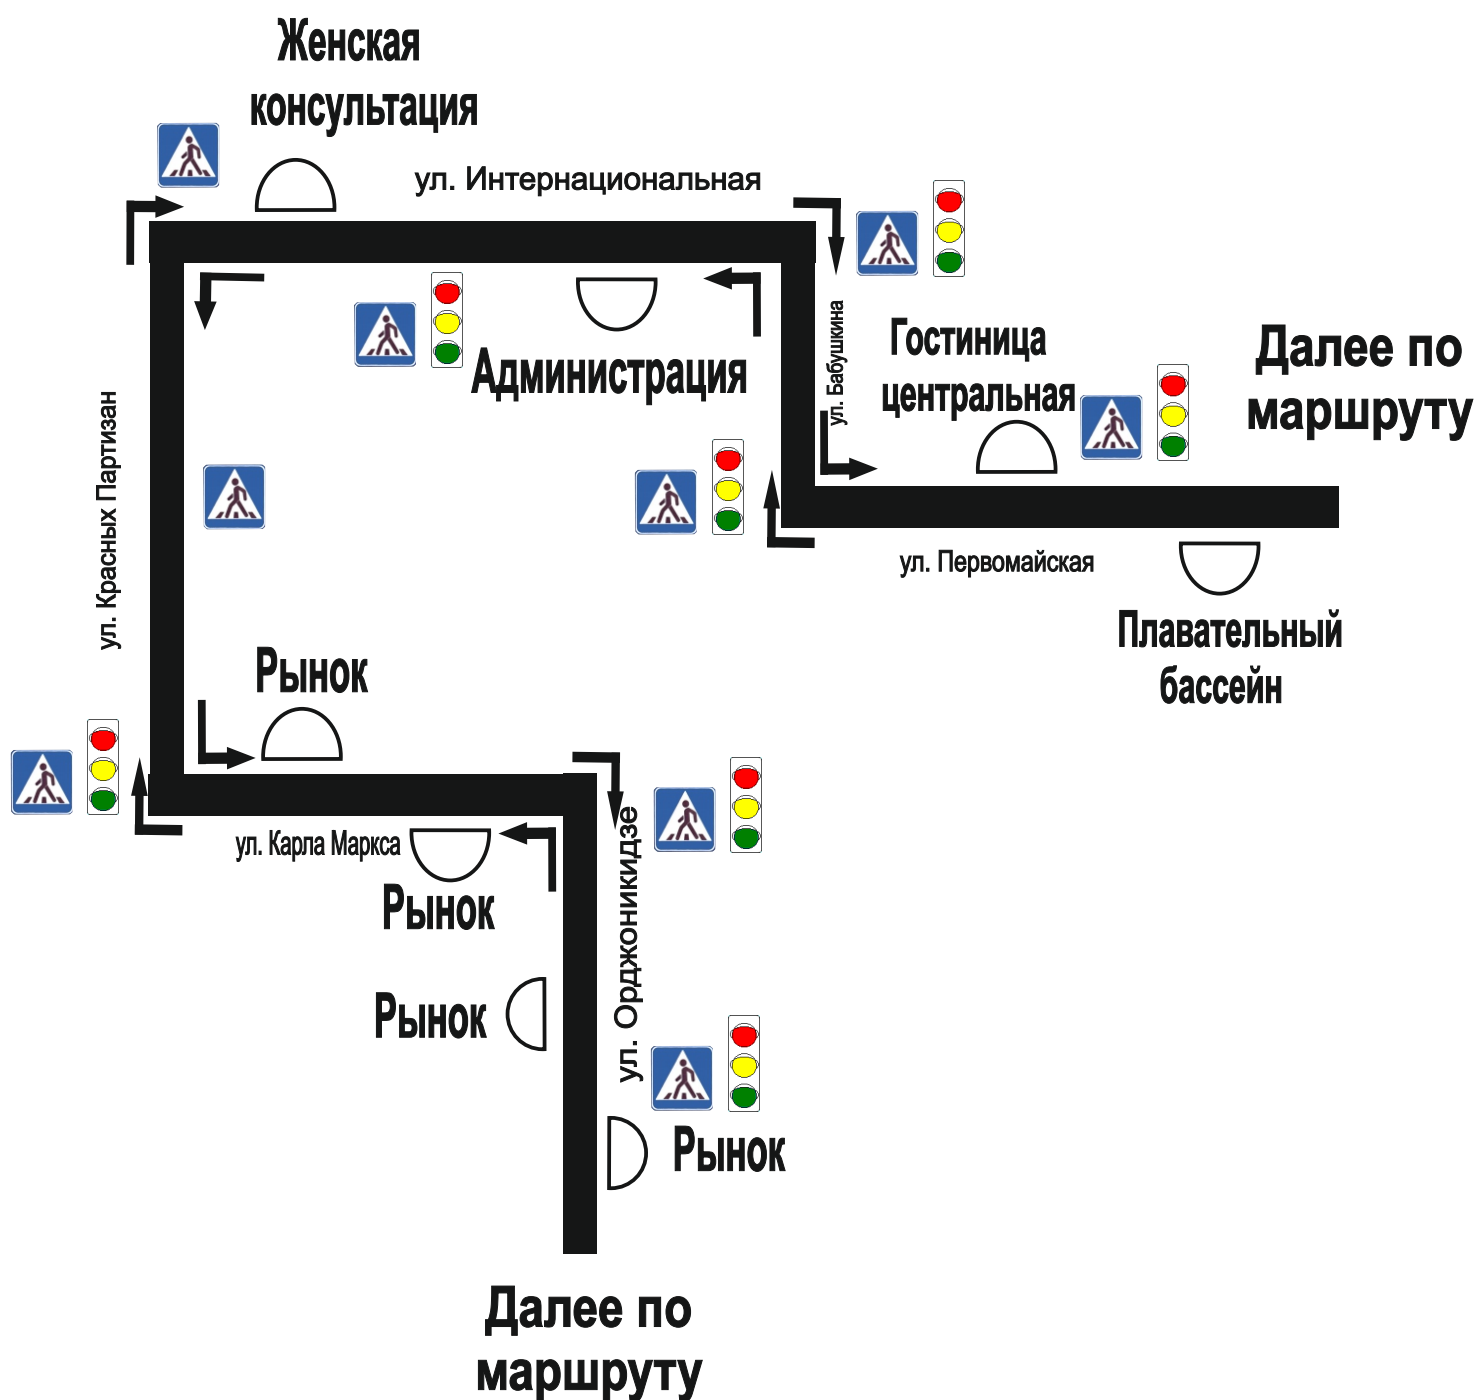 Женская
консультация
ул. Интернациональная
ул. Бабушкина
Гостиница
центральная
Далее по
маршруту
Администрация
ул. Красных Партизан
ул. Первомайская
Плавательный
бассейн
Рынок
ул. Карла Маркса
Рынок
ул. Орджоникидзе
Рынок
Рынок
Далее по
маршруту